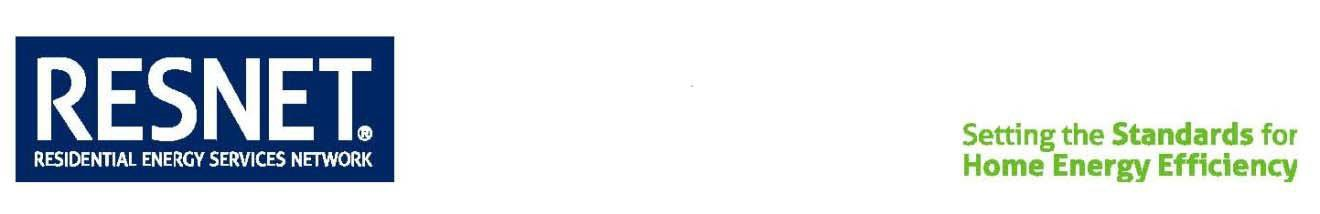 RESNET®
RESIDENTIAL ENERGY SERVICES NETWORK
Setting the Standards for
Home Energy Efficiency